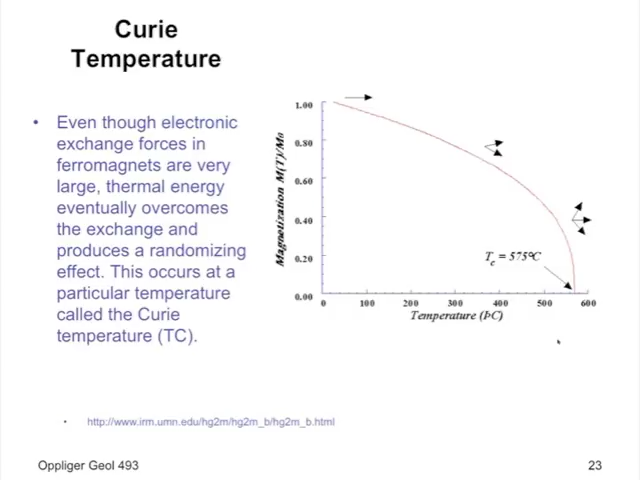 Curie
Temperature
• Even though electronic
exchange forces in
ferromagnets are very
large, thermal energy
eventually overcomes
the exchange and
produces a randomizing
effect. This occurs at a
particular temperature
called the Curie
temperature (TC).
Magnetization M(T)/M0
1.00
0.80
0.60
0.40
0.20
0.00
Tc = 575°C
0 100 200 300 400 500 600
Temperature (ÞC)
• http://www.irm.umn.edu/hg2m/hg2m_b/hg2m_b.html
Oppliger Geol 493
23